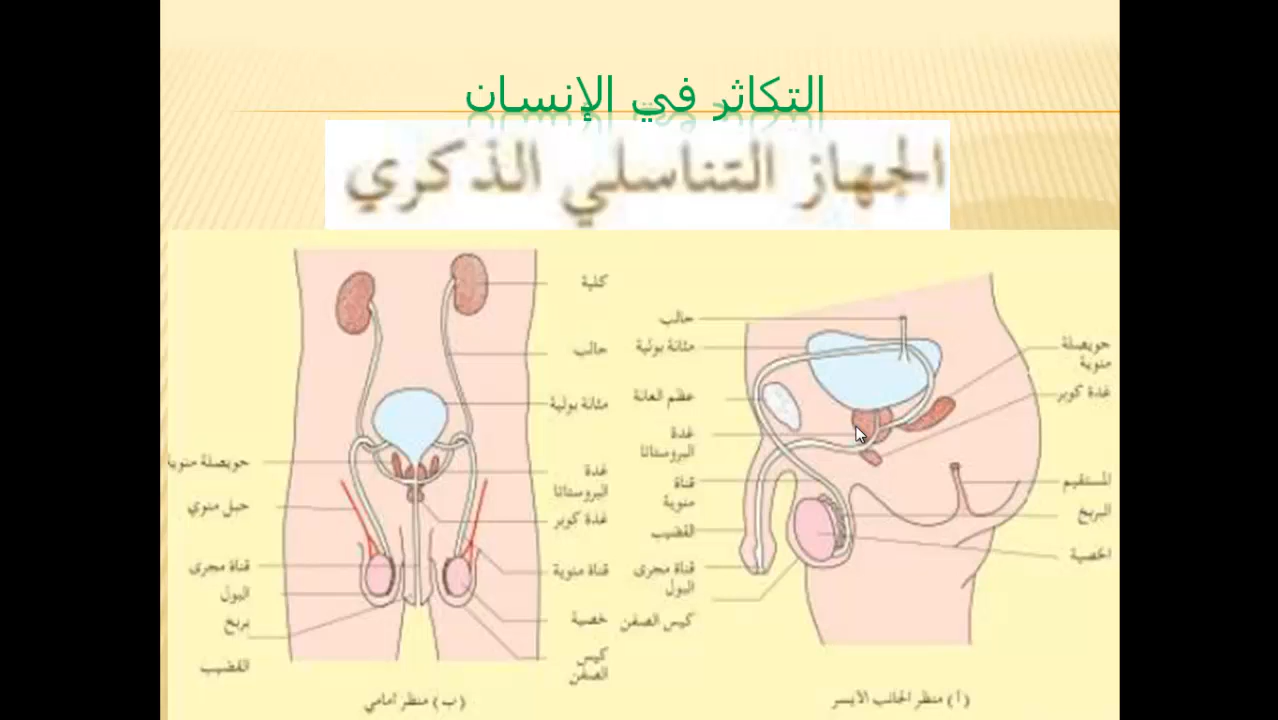 التكاثر في الإنسان
الجهاز التناسلي الذكري
حالب
مثانة بولية
عظم العانة
غدة
البروستاتا
قناة
منوية
القضيب
قناة مجرى
البول
كيس الصفن
حويصلة
منوية
غدة كوبر
المستقيم
البربخ
الخصية
(أ) منظر الجانب الأيسر
كلية
حالب
مثانة بولية
غدة
البروستاتا
غدة كوبر
قناة منوية
خصية
كيس
الصفن
حويصلة منوية
حبل منوي
قناة مجرى
البول
بربخ
القضيب
(ب) منظر أمامي